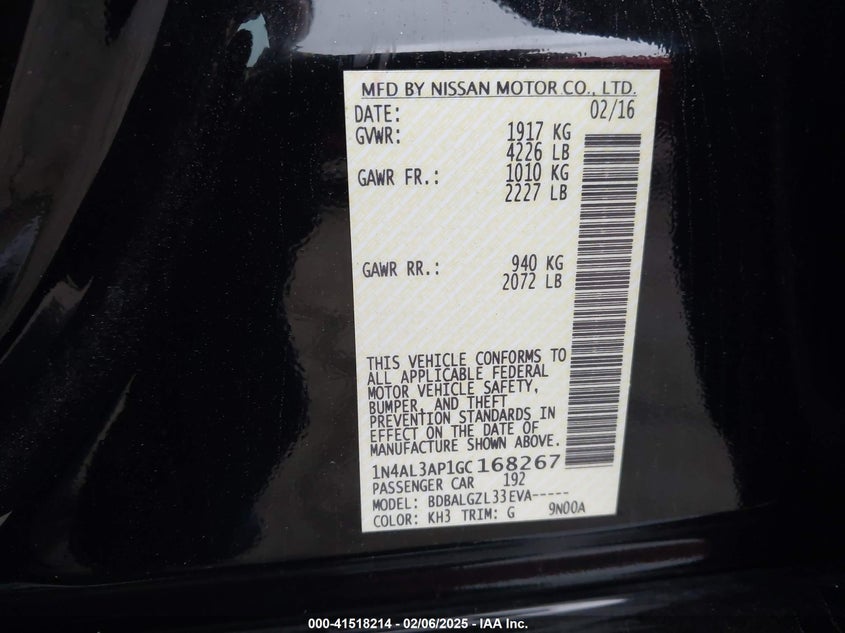 MFD BY NISSAN MOTOR CO., LTD.
DATE: 02/16
GVWR: 1917 KG
4226 LB
GAWR FR.: 1010 KG
2227 LB
GAWR RR.: 940 KG
2072 LB
THIS VEHICLE CONFORMS TO
ALL APPLICABLE FEDERAL
MOTOR VEHICLE SAFETY,
BUMPER, AND THEFT
PREVENTION STANDARDS IN
EFFECT ON THE DATE OF
MANUFACTURE SHOWN ABOVE.
1N4AL3AP1GC168267
PASSENGER CAR 192
MODEL: BDBALGZL33EVA-----
COLOR: KH3 TRIM: G 9N00A
000-41518214 - 02/06/2025 - IAA Inc.